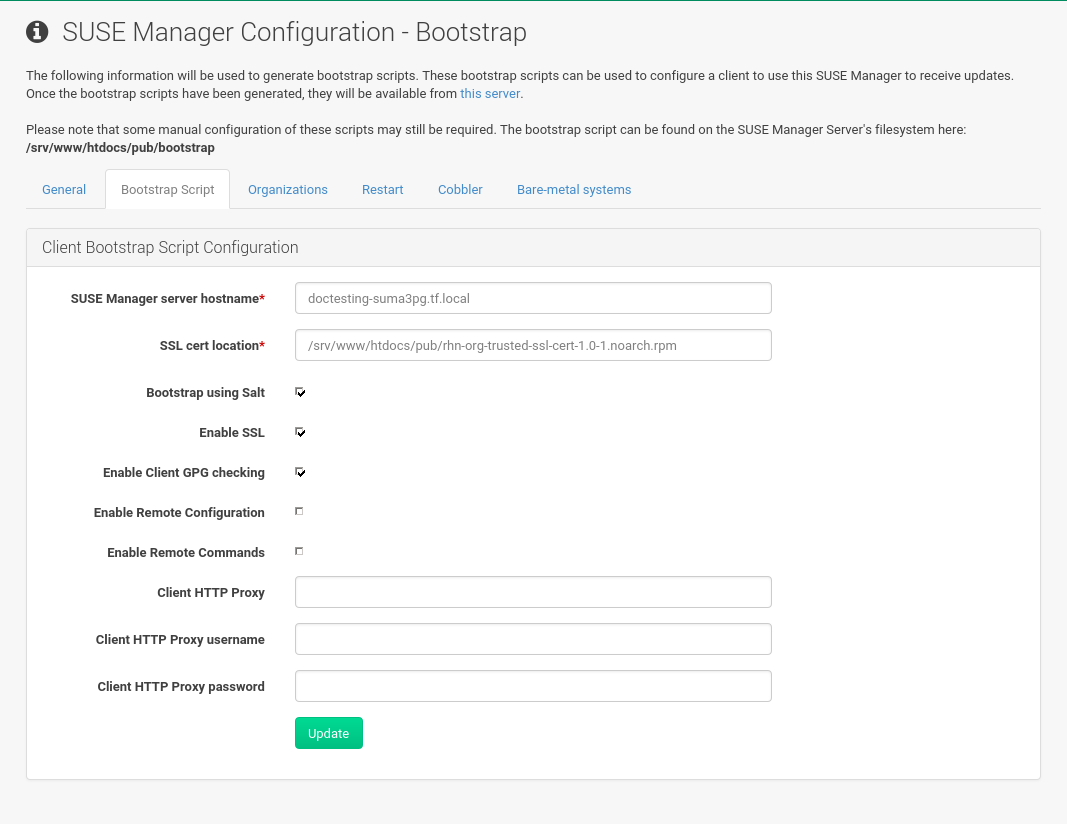 SUSE Manager Configuration - Bootstrap
The following information will be used to generate bootstrap scripts. These bootstrap scripts can be used to configure a client to use this SUSE Manager to receive updates.
Once the bootstrap scripts have been generated, they will be available from this server.
Please note that some manual configuration of these scripts may still be required. The bootstrap script can be found on the SUSE Manager Server's filesystem here:
/srv/www/htdocs/pub/bootstrap
General Bootstrap Script Organizations Restart Cobbler Bare-metal systems
Client Bootstrap Script Configuration
SUSE Manager server hostname* doctesting-suma3pg.tf.local
SSL cert location* /srv/www/htdocs/pub/rhn-org-trusted-ssl-cert-1.0-1.noarch.rpm
Bootstrap using Salt
Enable SSL
Enable Client GPG checking
Enable Remote Configuration
Enable Remote Commands
Client HTTP Proxy
Client HTTP Proxy username
Client HTTP Proxy password
Update